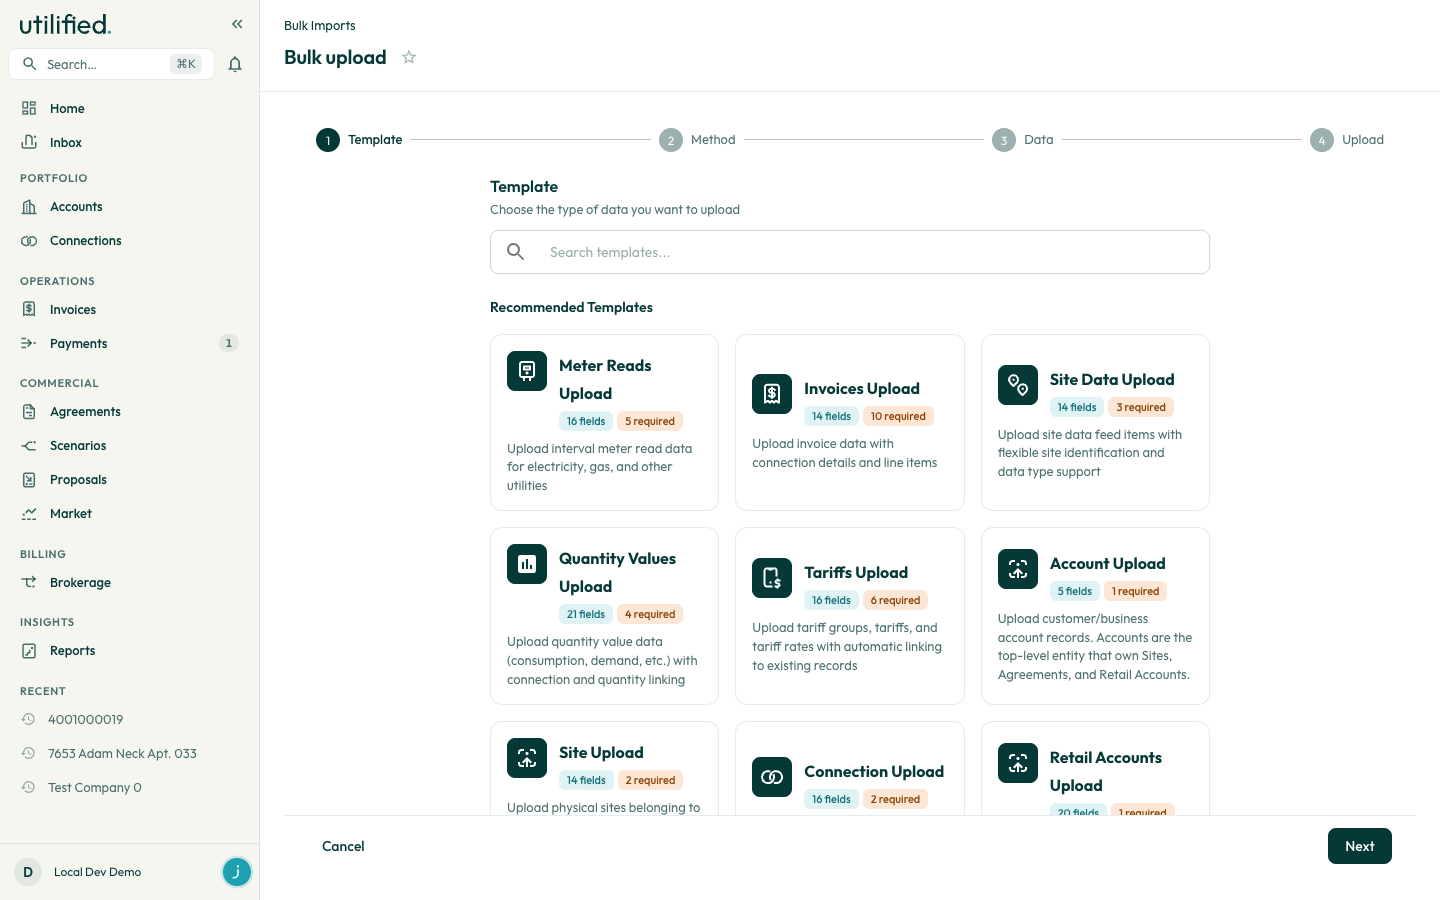 utilified.
Search...
⌘K
Home
Inbox
PORTFOLIO
Accounts
Connections
OPERATIONS
Invoices
Payments
1
COMMERCIAL
Agreements
Scenarios
Proposals
Market
BILLING
Brokerage
INSIGHTS
Reports
RECENT
4001000019
7653 Adam Neck Apt. 033
Test Company 0
D
Local Dev Demo
j
Bulk Imports
Bulk upload
1 Template
2 Method
3 Data
4 Upload
Template
Choose the type of data you want to upload
Search templates...
Recommended Templates
Meter Reads
Upload
16 fields
5 required
Upload interval meter read data
for electricity, gas, and other
utilities
Invoices Upload
14 fields
10 required
Upload invoice data with
connection details and line items
Site Data Upload
14 fields
3 required
Upload site data feed items with
flexible site identification and
data type support
Quantity Values
Upload
21 fields
4 required
Upload quantity value data
(consumption, demand, etc.) with
connection and quantity linking
Tariffs Upload
16 fields
6 required
Upload tariff groups, tariffs, and
tariff rates with automatic linking
to existing records
Account Upload
5 fields
1 required
Upload customer/business
account records. Accounts are the
top-level entity that own Sites,
Agreements, and Retail Accounts.
Site Upload
14 fields
2 required
Upload physical sites belonging to
Connection Upload
16 fields
2 required
Retail Accounts
Upload
20 fields
1 required
Cancel
Next